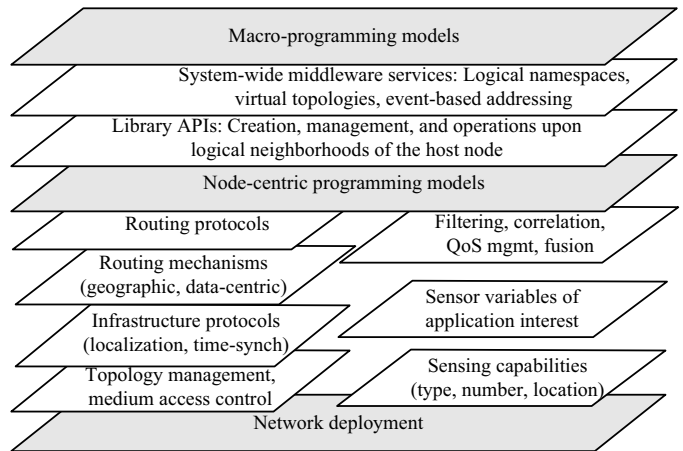 Macro-programming models
System-wide middleware services: Logical namespaces,
virtual topologies, event-based addressing
Library APIs: Creation, management, and operations upon
logical neighborhoods of the host node
Node-centric programming models
Routing protocols
Filtering, correlation,
QoS mgmt, fusion
Routing mechanisms
(geographic, data-centric)
Sensor variables of
application interest
Infrastructure protocols
(localization, time-synch)
Sensing capabilities
(type, number, location)
Topology management,
medium access control
Network deployment